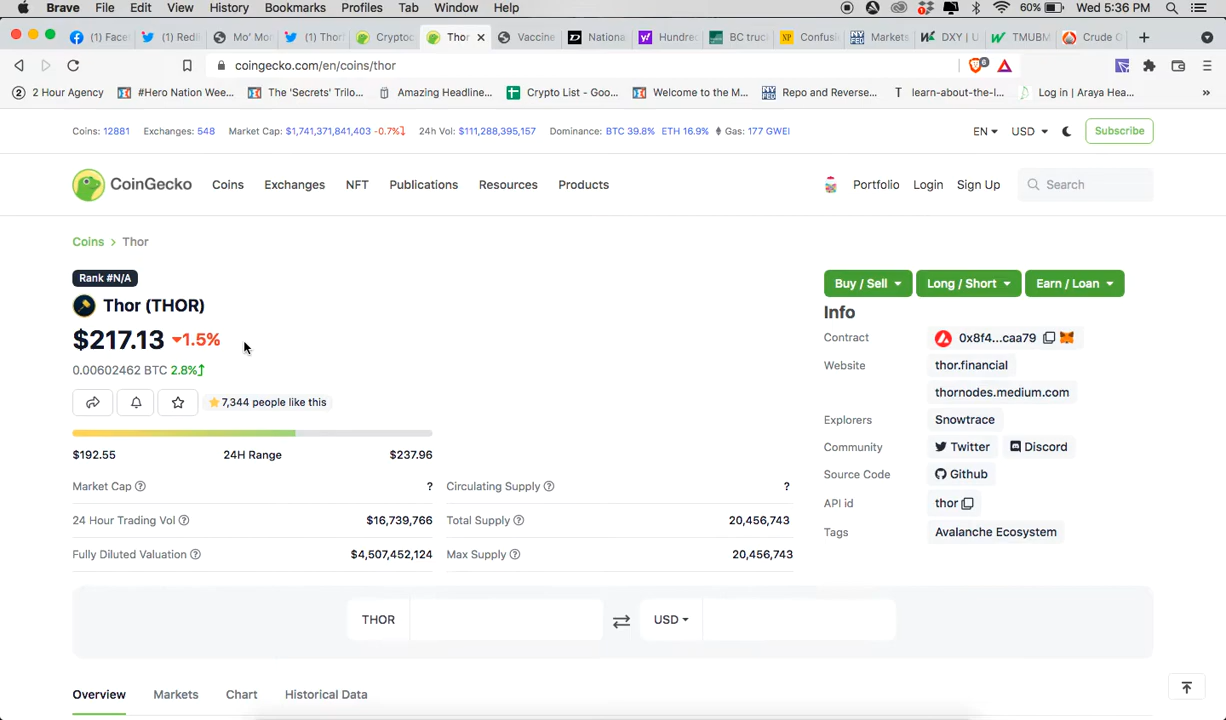 Brave File Edit View History Bookmarks Profiles Tab Window Help 60% Wed 5:36 PM
(1) Face (1) Redi Mo' Mor (1) Thor Cryptoc Thor Vaccine Nationa Hundrec BC truck Confusi Markets DXY | U TMUBM Crude O
coingecko.com/en/coins/thor 6
2 Hour Agency #Hero Nation Wee... The 'Secrets' Trilo... Amazing Headline... Crypto List - Goo... Welcome to the M... Repo and Reverse... learn-about-the-l... Log in | Araya Hea... »
Coins: 12881 Exchanges: 548 Market Cap: $1,741,371,841,403 -0.7% 24h Vol: $111,288,395,157 Dominance: BTC 39.8% ETH 16.9% Gas: 177 GWEI EN USD Subscribe
CoinGecko Coins Exchanges NFT Publications Resources Products Portfolio Login Sign Up Search
Coins > Thor
Rank #N/A
Thor (THOR)
$217.13 1.5%
0.00602462 BTC 2.8%
7,344 people like this
$192.55 24H Range $237.96
Market Cap ? ?
Circulating Supply ? ?
24 Hour Trading Vol ? $16,739,766
Total Supply ? 20,456,743
Fully Diluted Valuation ? $4,507,452,124
Max Supply ? 20,456,743
Buy / Sell Long / Short Earn / Loan
Info
Contract 0x8f4...caa79
Website thor.financial
thornodes.medium.com
Explorers Snowtrace
Community Twitter Discord
Source Code Github
API id thor
Tags Avalanche Ecosystem
THOR USD
Overview Markets Chart Historical Data